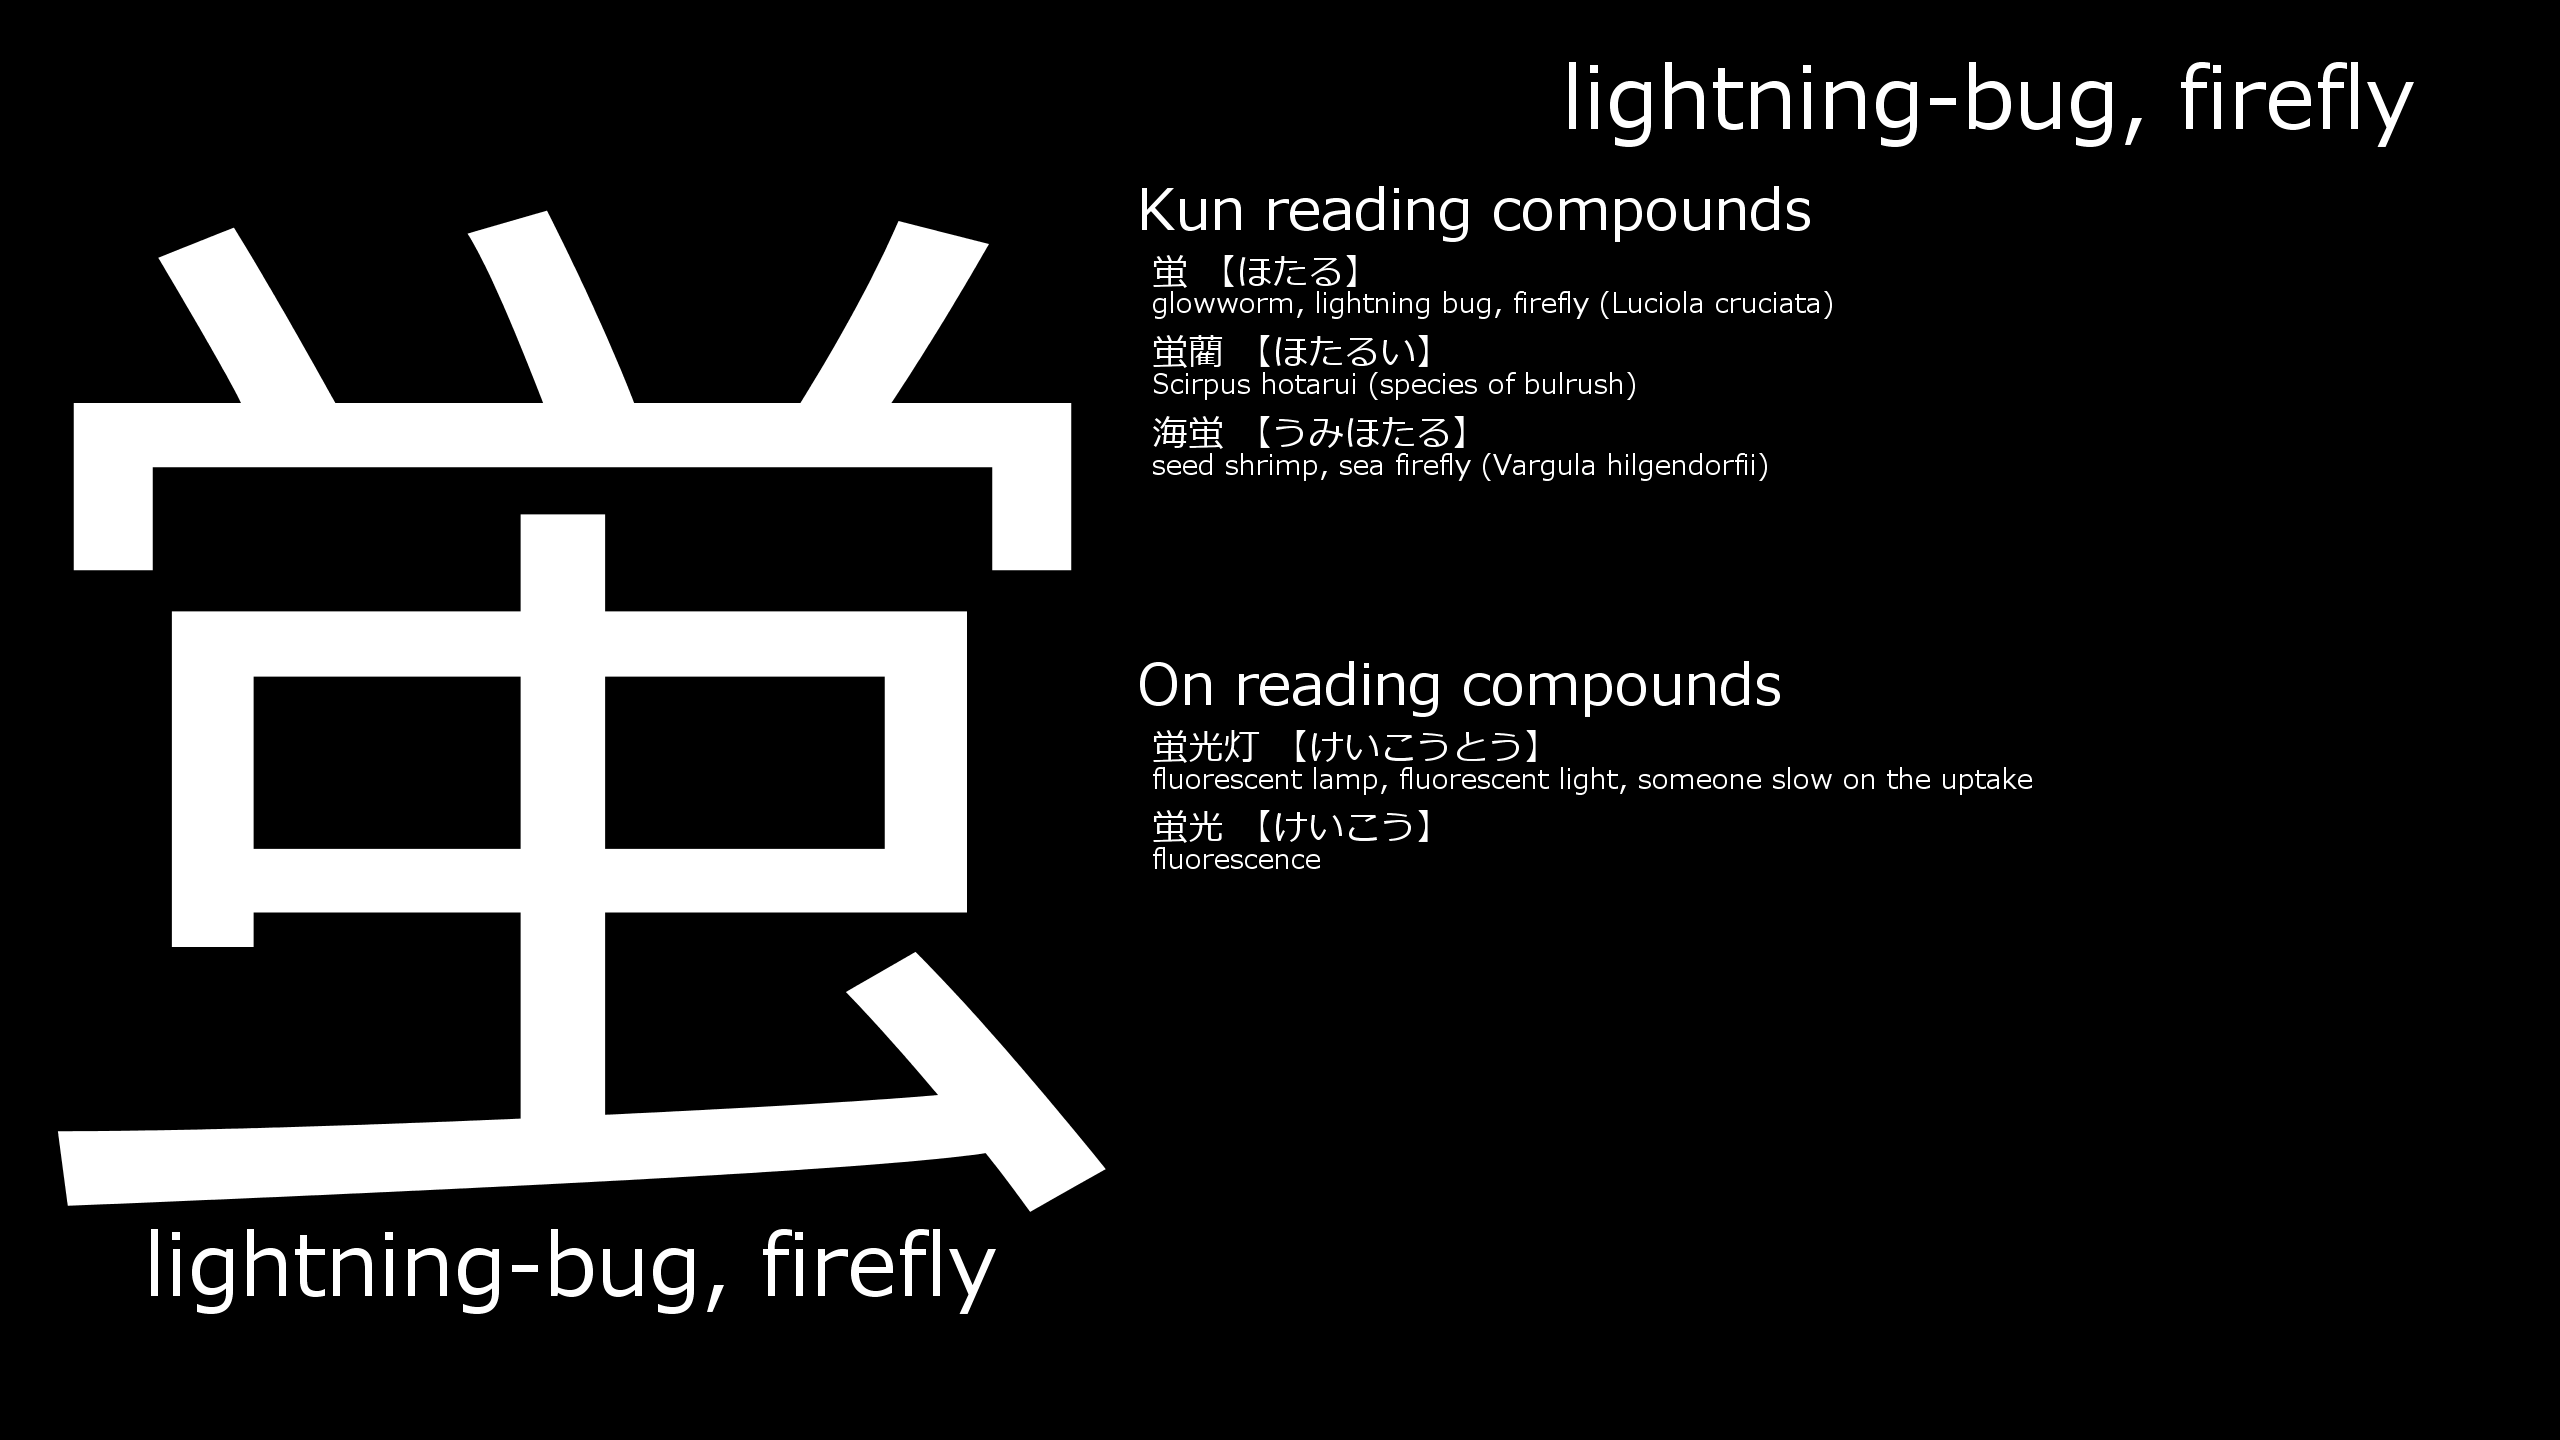 蛍
lightning-bug, firefly
lightning-bug, firefly
Kun reading compounds
蛍 【ほたる】
glowworm, lightning bug, firefly (Luciola cruciata)
蛍藺 【ほたるい】
Scirpus hotarui (species of bulrush)
海蛍 【うみほたる】
seed shrimp, sea firefly (Vargula hilgendorfii)
On reading compounds
蛍光灯 【けいこうとう】
fluorescent lamp, fluorescent light, someone slow on the uptake
蛍光 【けいこう】
fluorescence